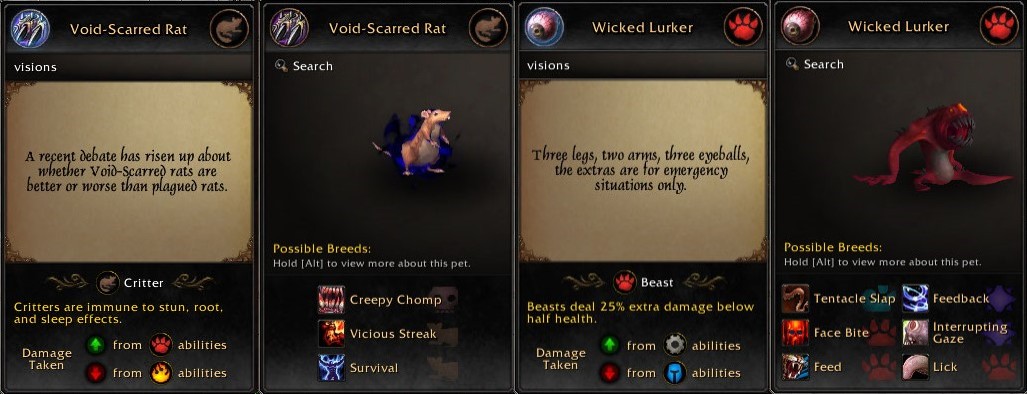 Void-Scarred Rat
visions
A recent debate has risen up about
whether Void-Scarred rats are
better or worse than plagued rats.
Critter
Critters are immune to stun, root,
and sleep effects.
Damage
Taken
from abilities
from abilities
Void-Scarred Rat
Search
Possible Breeds:
Hold [Alt] to view more about this pet.
Creepy Chomp
Vicious Streak
Survival
Wicked Lurker
visions
Three legs, two arms, three eyeballs,
the extras are for emergency
situations only.
Beast
Beasts deal 25% extra damage below
half health.
Damage
Taken
from abilities
from abilities
Wicked Lurker
Search
Possible Breeds:
Hold [Alt] to view more about this pet.
Tentacle Slap
Feedback
Face Bite
Interrupting
Gaze
Feed
Lick